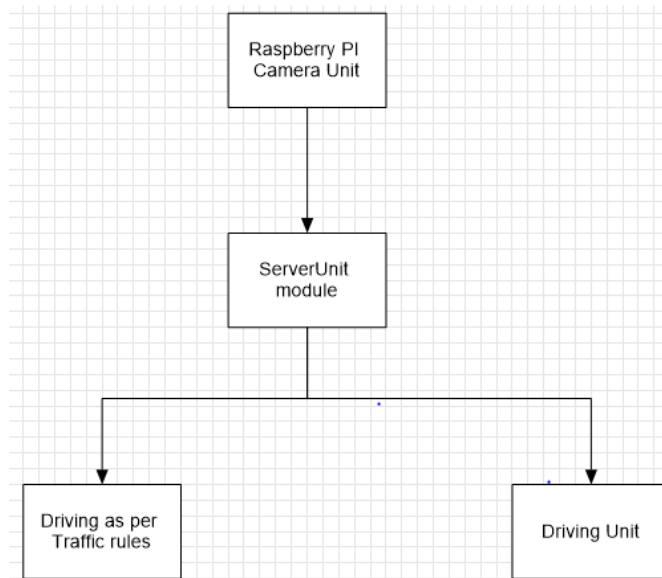 Raspberry PI
Camera Unit
ServerUnit
module
Driving as per
Traffic rules
Driving Unit